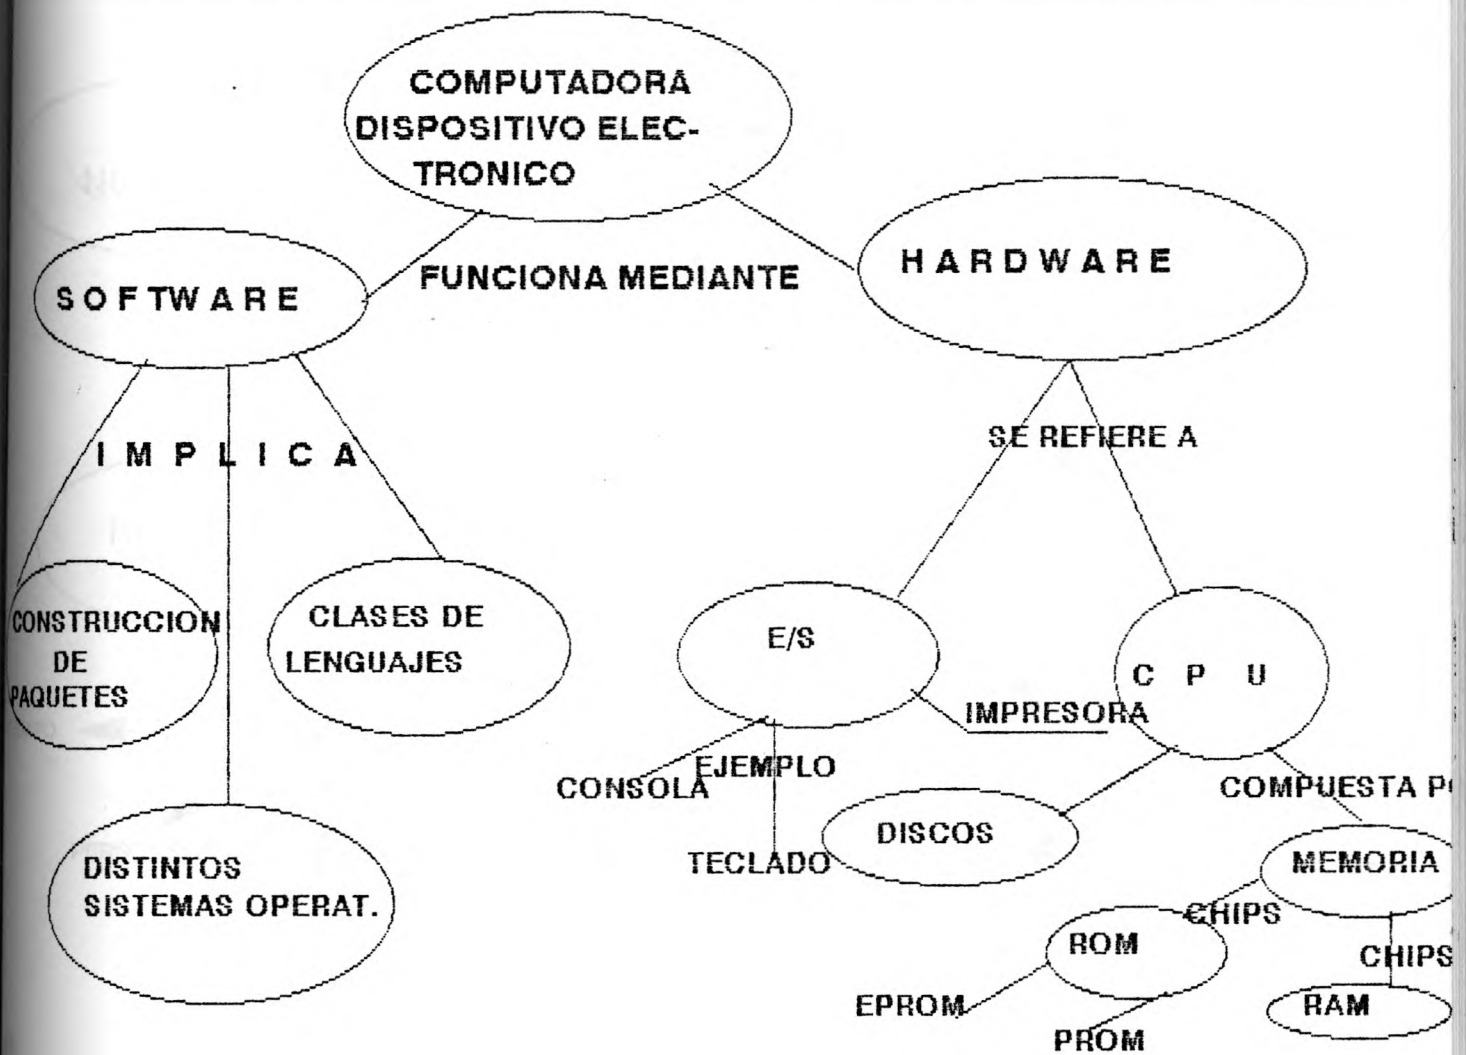 COMPUTADORA
DISPOSITIVO ELEC-
TRONICO
FUNCIONA MEDIANTE
SOFTWARE
HARDWARE
IMPLICA
SE REFIERE A
CONSTRUCCION
DE
PAQUETES
CLASES DE
LENGUAJES
DISTINTOS
SISTEMAS OPERAT.
E/S
C P U
IMPRESORA
EJEMPLO
CONSOLA
TECLADO
DISCOS
COMPUESTA
MEMORIA
CHIPS
ROM
CHIPS
EPROM
PROM
RAM